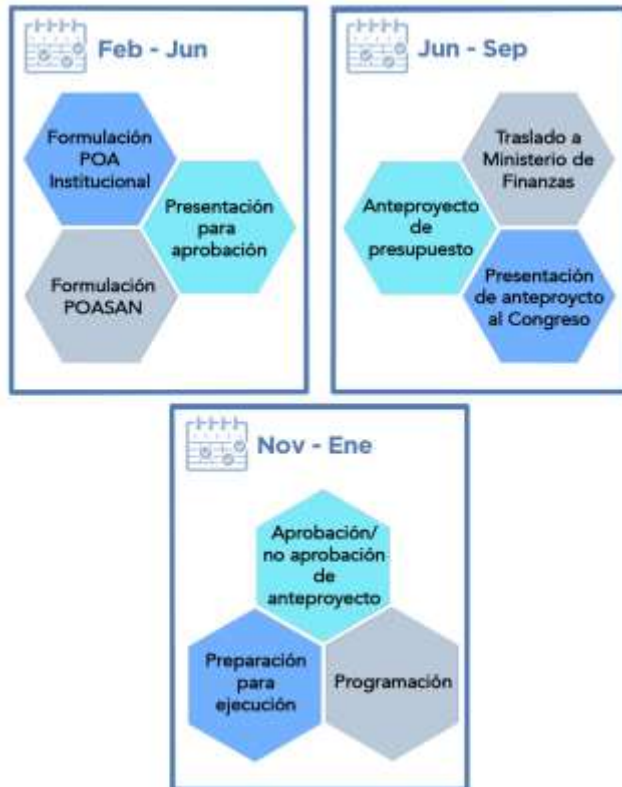 Feb - Jun
Formulación
POA
Institucional
Presentación
para
aprobación
Formulación
POASAN
Jun - Sep
Traslado a
Ministerio de
Finanzas
Anteproyecto
de
presupuesto
Presentación
de anteproycto
al Congreso
Nov - Ene
Aprobación/
no aprobación
de
anteproyecto
Preparación
para
ejecución
Programación